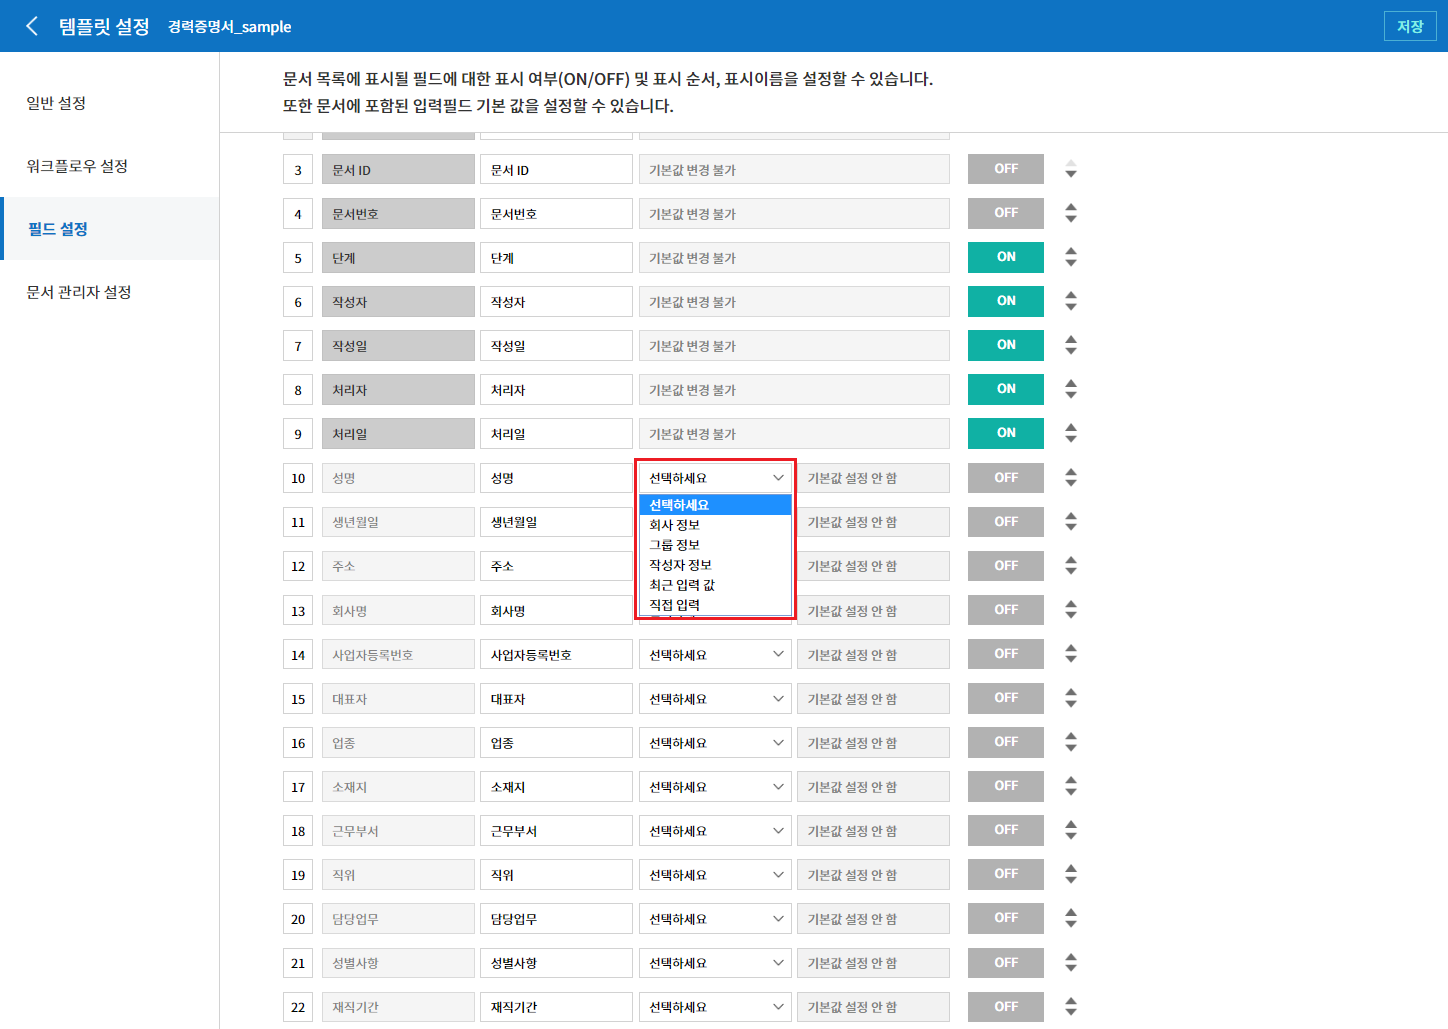 템플릿 설정 경력증명서_sample 저장
일반 설정
워크플로우 설정
필드 설정
문서 관리자 설정
문서 목록에 표시될 필드에 대한 표시 여부(ON/OFF) 및 표시 순서, 표시이름을 설정할 수 있습니다.
또한 문서에 포함된 입력필드 기본 값을 설정할 수 있습니다.
3 문서 ID 문서 ID 기본값 변경 불가 OFF
4 문서번호 문서번호 기본값 변경 불가 OFF
5 단계 단계 기본값 변경 불가 ON
6 작성자 작성자 기본값 변경 불가 ON
7 작성일 작성일 기본값 변경 불가 ON
8 처리자 처리자 기본값 변경 불가 ON
9 처리일 처리일 기본값 변경 불가 ON
10 성명 성명 선택하세요 기본값 설정 안 함 OFF
선택하세요
회사 정보
그룹 정보
작성자 정보
최근 입력 값
직접 입력
11 생년월일 생년월일 기본값 설정 안 함 OFF
12 주소 주소 기본값 설정 안 함 OFF
13 회사명 회사명 기본값 설정 안 함 OFF
14 사업자등록번호 사업자등록번호 선택하세요 기본값 설정 안 함 OFF
15 대표자 대표자 선택하세요 기본값 설정 안 함 OFF
16 업종 업종 선택하세요 기본값 설정 안 함 OFF
17 소재지 소재지 선택하세요 기본값 설정 안 함 OFF
18 근무부서 근무부서 선택하세요 기본값 설정 안 함 OFF
19 직위 직위 선택하세요 기본값 설정 안 함 OFF
20 담당업무 담당업무 선택하세요 기본값 설정 안 함 OFF
21 성별사항 성별사항 선택하세요 기본값 설정 안 함 OFF
22 재직기간 재직기간 선택하세요 기본값 설정 안 함 OFF